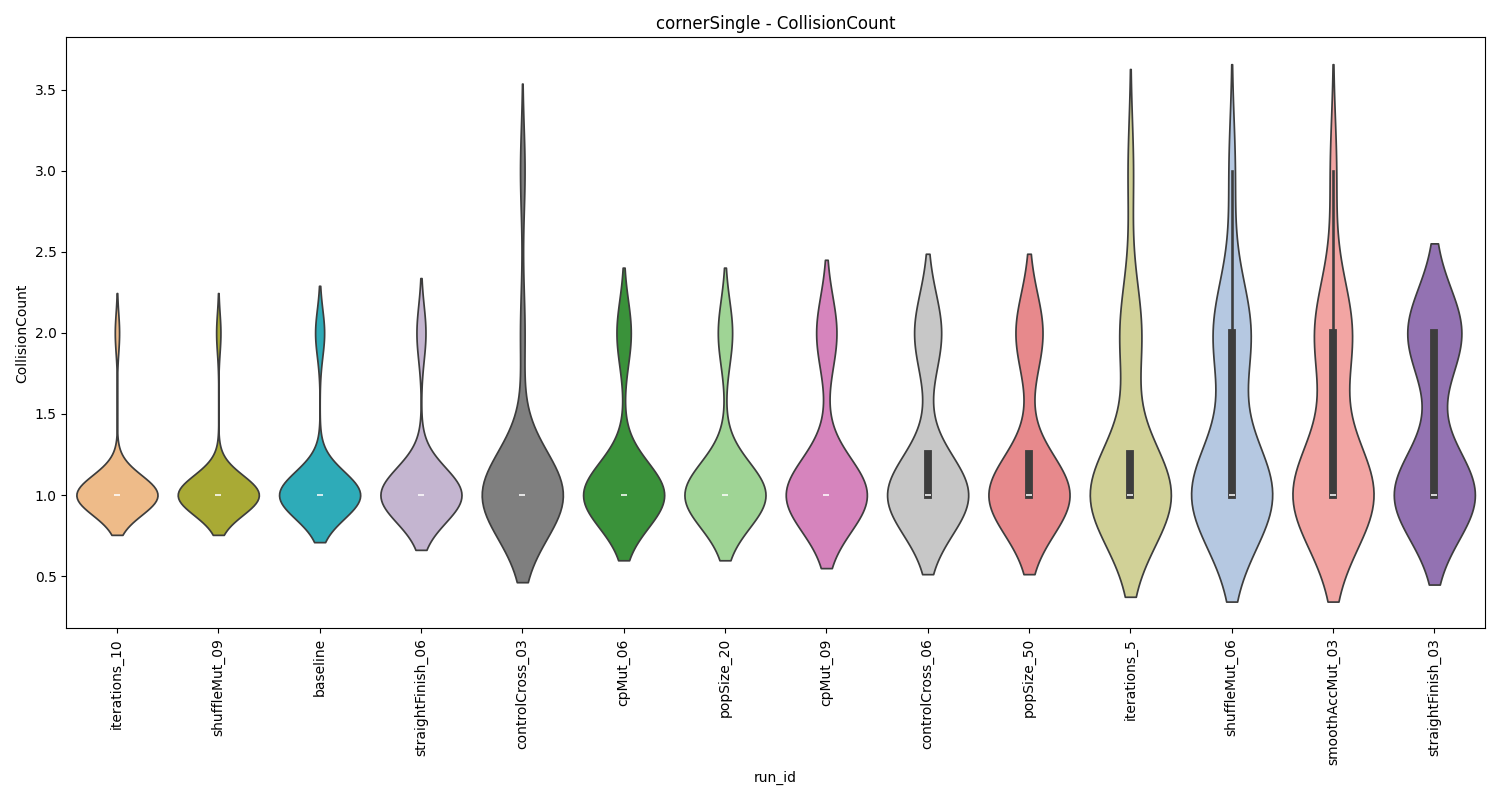 cornerSingle - CollisionCount
CollisionCount
3.5
3.0
2.5
2.0
1.5
1.0
0.5
iterations_10
shuffleMut_09
baseline
straightFinish_06
controlCross_03
cpMut_06
popSize_20
cpMut_09
controlCross_06
popSize_50
iterations_5
shuffleMut_06
smoothAccMut_03
straightFinish_03
run_id